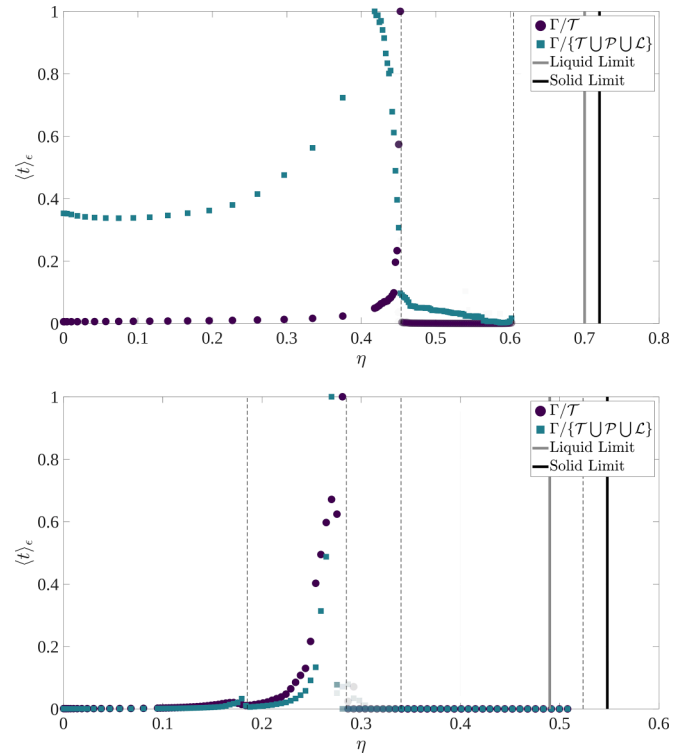 1
0.8
0.6
0.4
0.2
0
⟨t⟩ϵ
0 0.1 0.2 0.3 0.4 0.5 0.6 0.7 0.8
η
Γ/𝒯
Γ/{𝒯 ⋃ 𝒫 ⋃ ℒ}
Liquid Limit
Solid Limit
1
0.8
0.6
0.4
0.2
0
⟨t⟩ϵ
0 0.1 0.2 0.3 0.4 0.5 0.6
η
Γ/𝒯
Γ/{𝒯 ⋃ 𝒫 ⋃ ℒ}
Liquid Limit
Solid Limit